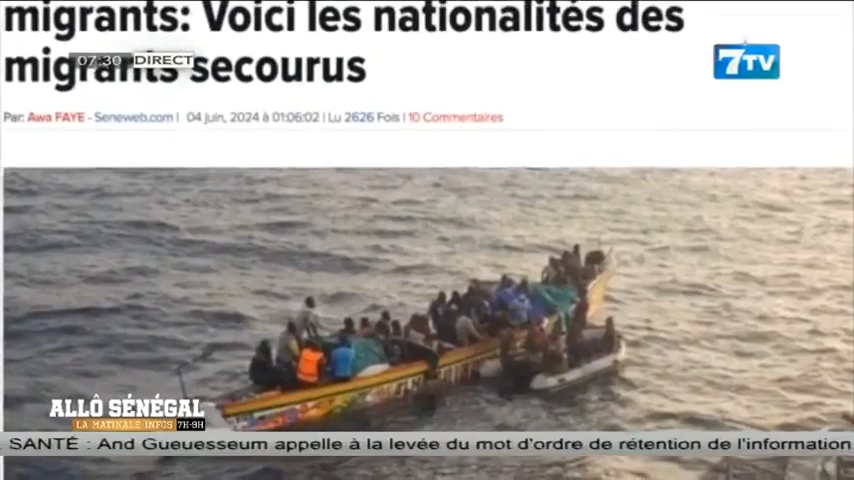 migrants: Voici les nationalités des
migrants secourus
07:30 DIRECT
7TV
Par: Awa FAYE - Seneweb.com | 04 juin, 2024 à 01:06:02 | Lu 2626 Fois | 10 Commentaires
ALLÔ SÉNÉGAL
LA MATINALE INFOS 7H-9H
SANTÉ : And Gueusseum appelle à la levée du mot d'ordre de rétention de l'information